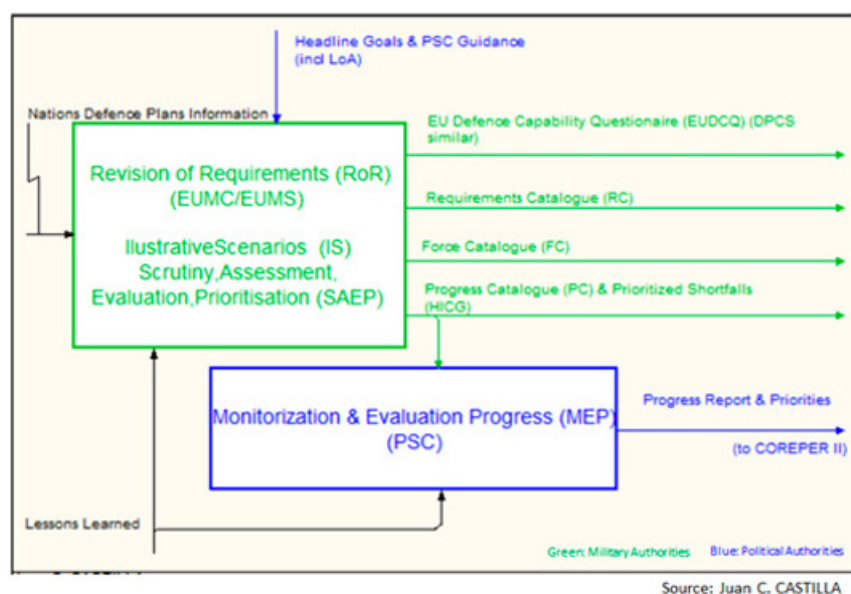 Headline Goals & PSC Guidance
(incl LoA)
Nations Defence Plans Information
EU Defence Capability Questionaire (EUDCQ) (DPCS
similar)
Revision of Requirements (RoR)
(EUMC/EUMS)
Requirements Catalogue (RC)
IllustrativeScenarios (IS)
Scrutiny,Assessment,
Evaluation,Prioritisation (SAEP)
Force Catalogue (FC)
Progress Catalogue (PC) & Prioritized Shortfalls
(HICG)
Monitorization & Evaluation Progress (MEP)
(PSC)
Progress Report & Priorities
(to COREPER II)
Lessons Learned
Green: Military Authorities Blue: Political Authorities
Source: Juan C. CASTILLA